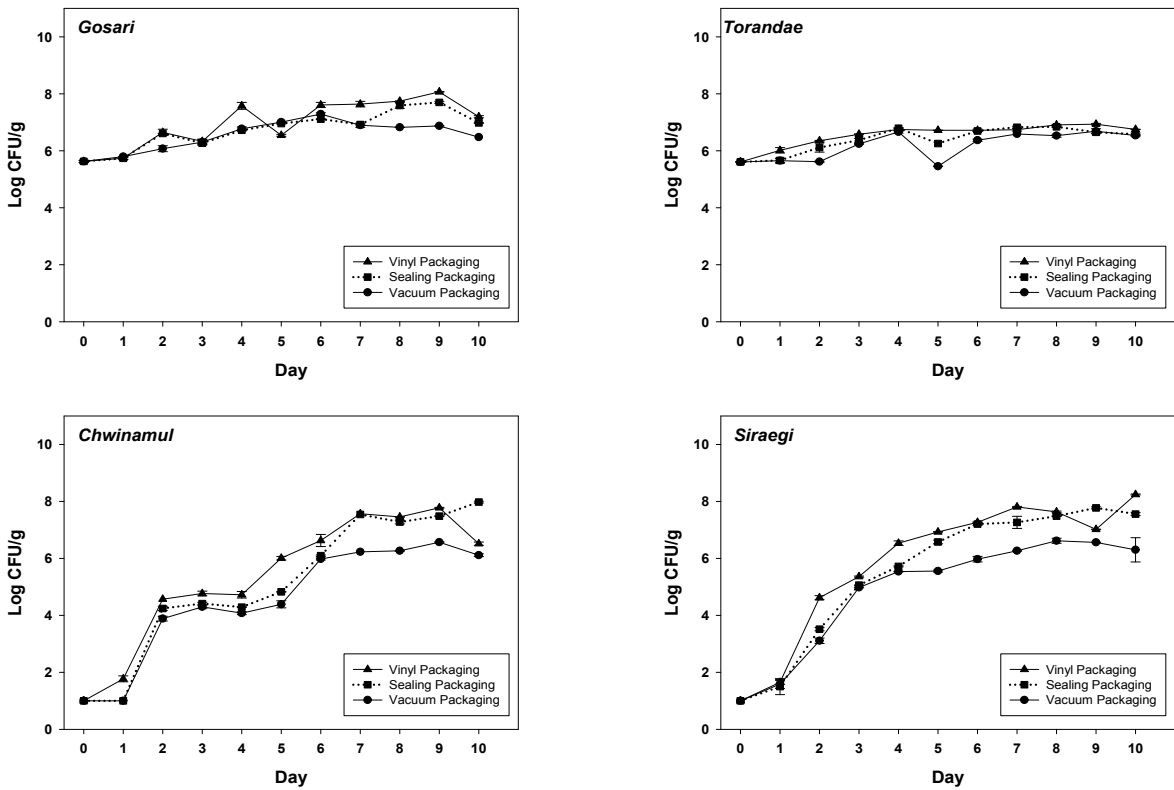 Gosari
Log CFU/g
10
8
6
4
2
0
Vinyl Packaging
Sealing Packaging
Vacuum Packaging
0 1 2 3 4 5 6 7 8 9 10
Day
Torandae
Log CFU/g
10
8
6
4
2
0
Vinyl Packaging
Sealing Packaging
Vacuum Packaging
0 1 2 3 4 5 6 7 8 9 10
Day
Chwinamul
Log CFU/g
10
8
6
4
2
0
Vinyl Packaging
Sealing Packaging
Vacuum Packaging
0 1 2 3 4 5 6 7 8 9 10
Day
Siraegi
Log CFU/g
10
8
6
4
2
0
Vinyl Packaging
Sealing Packaging
Vacuum Packaging
0 1 2 3 4 5 6 7 8 9 10
Day